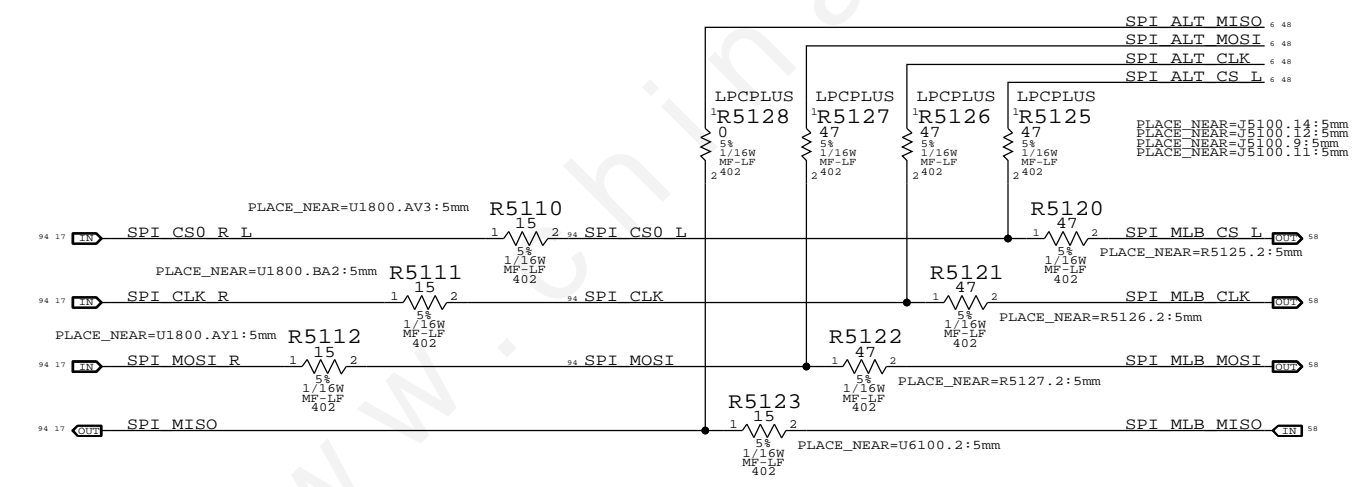 SPI_ALT_MISO 6 48
SPI_ALT_MOSI 6 48
SPI_ALT_CLK 6 48
SPI_ALT_CS_L 6 48
LPCPLUS LPCPLUS LPCPLUS LPCPLUS
1 R5128 1 R5127 1 R5126 1 R5125
0 47 47 47
5% 5% 5% 5%
1/16W 1/16W 1/16W 1/16W
MF-LF MF-LF MF-LF MF-LF
2 402 2 402 2 402 2 402
PLACE_NEAR=J5100.14:5mm
PLACE_NEAR=J5100.12:5mm
PLACE_NEAR=J5100.9:5mm
PLACE_NEAR=J5100.11:5mm
PLACE_NEAR=U1800.AV3:5mm R5110 R5120
15 47
94 17 IN SPI_CS0_R_L 1 2 94 SPI_CS0_L 1 2 SPI_MLB_CS_L OUT 58
5% 5% PLACE_NEAR=R5125.2:5mm
1/16W 1/16W
MF-LF MF-LF
402 402
PLACE_NEAR=U1800.BA2:5mm R5111 R5121
15 47
94 17 IN SPI_CLK_R 1 2 94 SPI_CLK 1 2 SPI_MLB_CLK OUT 58
5% 5% PLACE_NEAR=R5126.2:5mm
1/16W 1/16W
MF-LF MF-LF
402 402
PLACE_NEAR=U1800.AY1:5mm R5112 R5122
15 47
94 17 IN SPI_MOSI_R 1 2 94 SPI_MOSI 1 2 SPI_MLB_MOSI OUT 58
5% 5% PLACE_NEAR=R5127.2:5mm
1/16W 1/16W
MF-LF MF-LF
402 402
R5123
15
94 17 OUT SPI_MISO 1 2 SPI_MLB_MISO IN 58
5% PLACE_NEAR=U6100.2:5mm
1/16W
MF-LF
402
w w . c h i n a